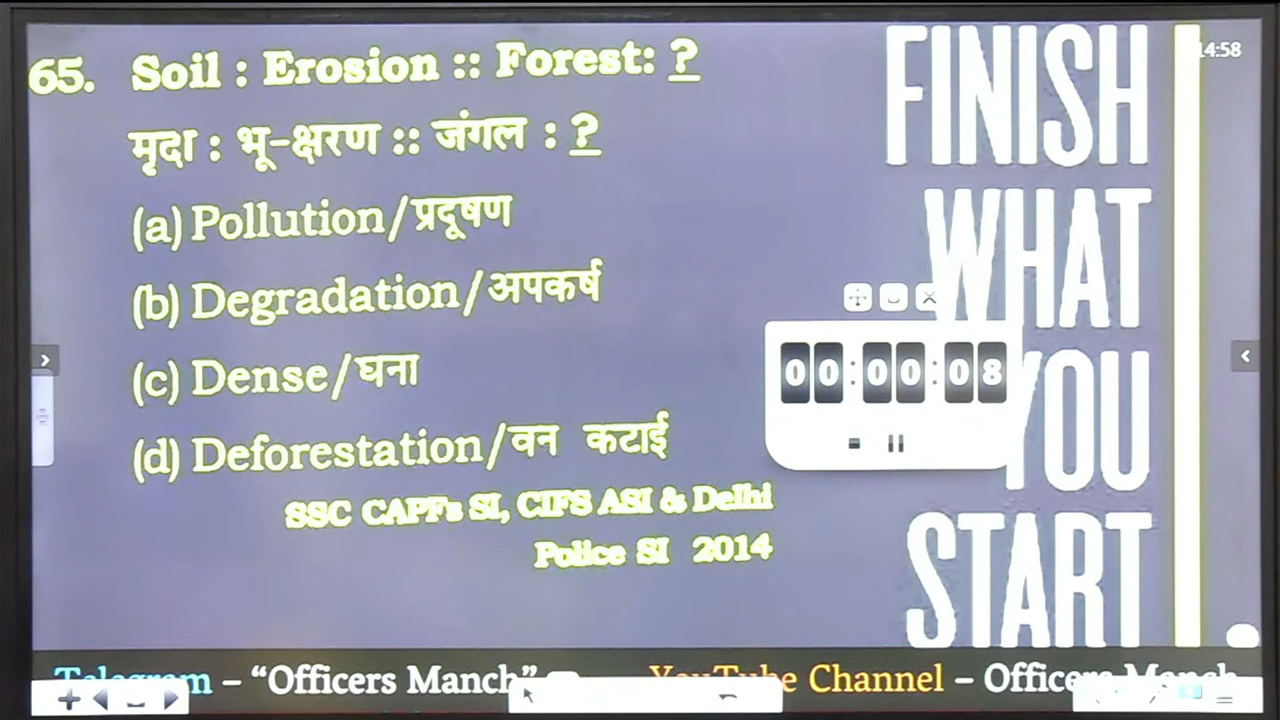 65. Soil : Erosion :: Forest: ?
मृदा : भू-क्षरण :: जंगल : ?
(a) Pollution/प्रदूषण
(b) Degradation/अपकर्ष
(c) Dense/घना
(d) Deforestation/वन कटाई
SSC CAPFs SI, CIFS ASI & Delhi
Police SI 2014
FINISH
WHAT
YOU
START.
14:58
00:00:08
Telegram – “Officers Manch” YouTube Channel – Officers Manch